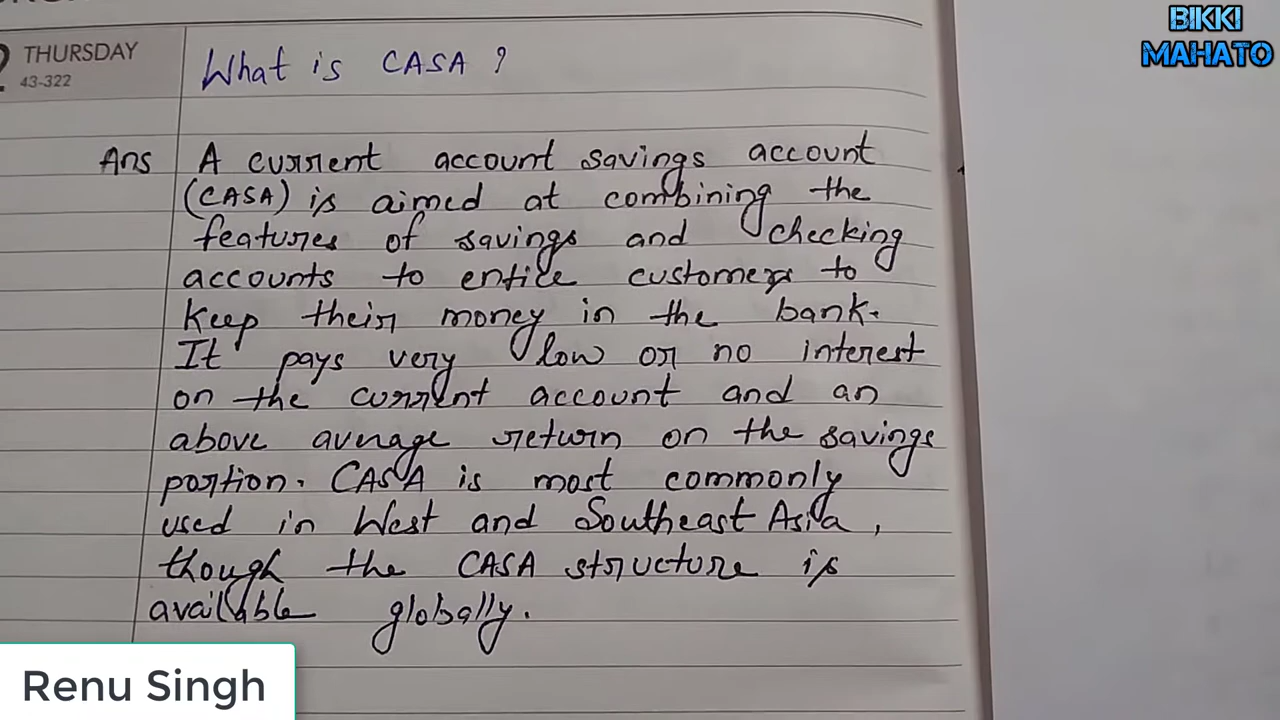 BIKKI
MAHATO
THURSDAY
43-322
What is CASA ?
Ans A current account savings account
(CASA) is aimed at combining the
features of savings and checking
accounts to entice customers to
keep their money in the bank.
It pays very low or no interest
on the current account and an
above average return on the savings
portion. CASA is most commonly
used in West and Southeast Asia,
though the CASA structure is
available globally.
Renu Singh